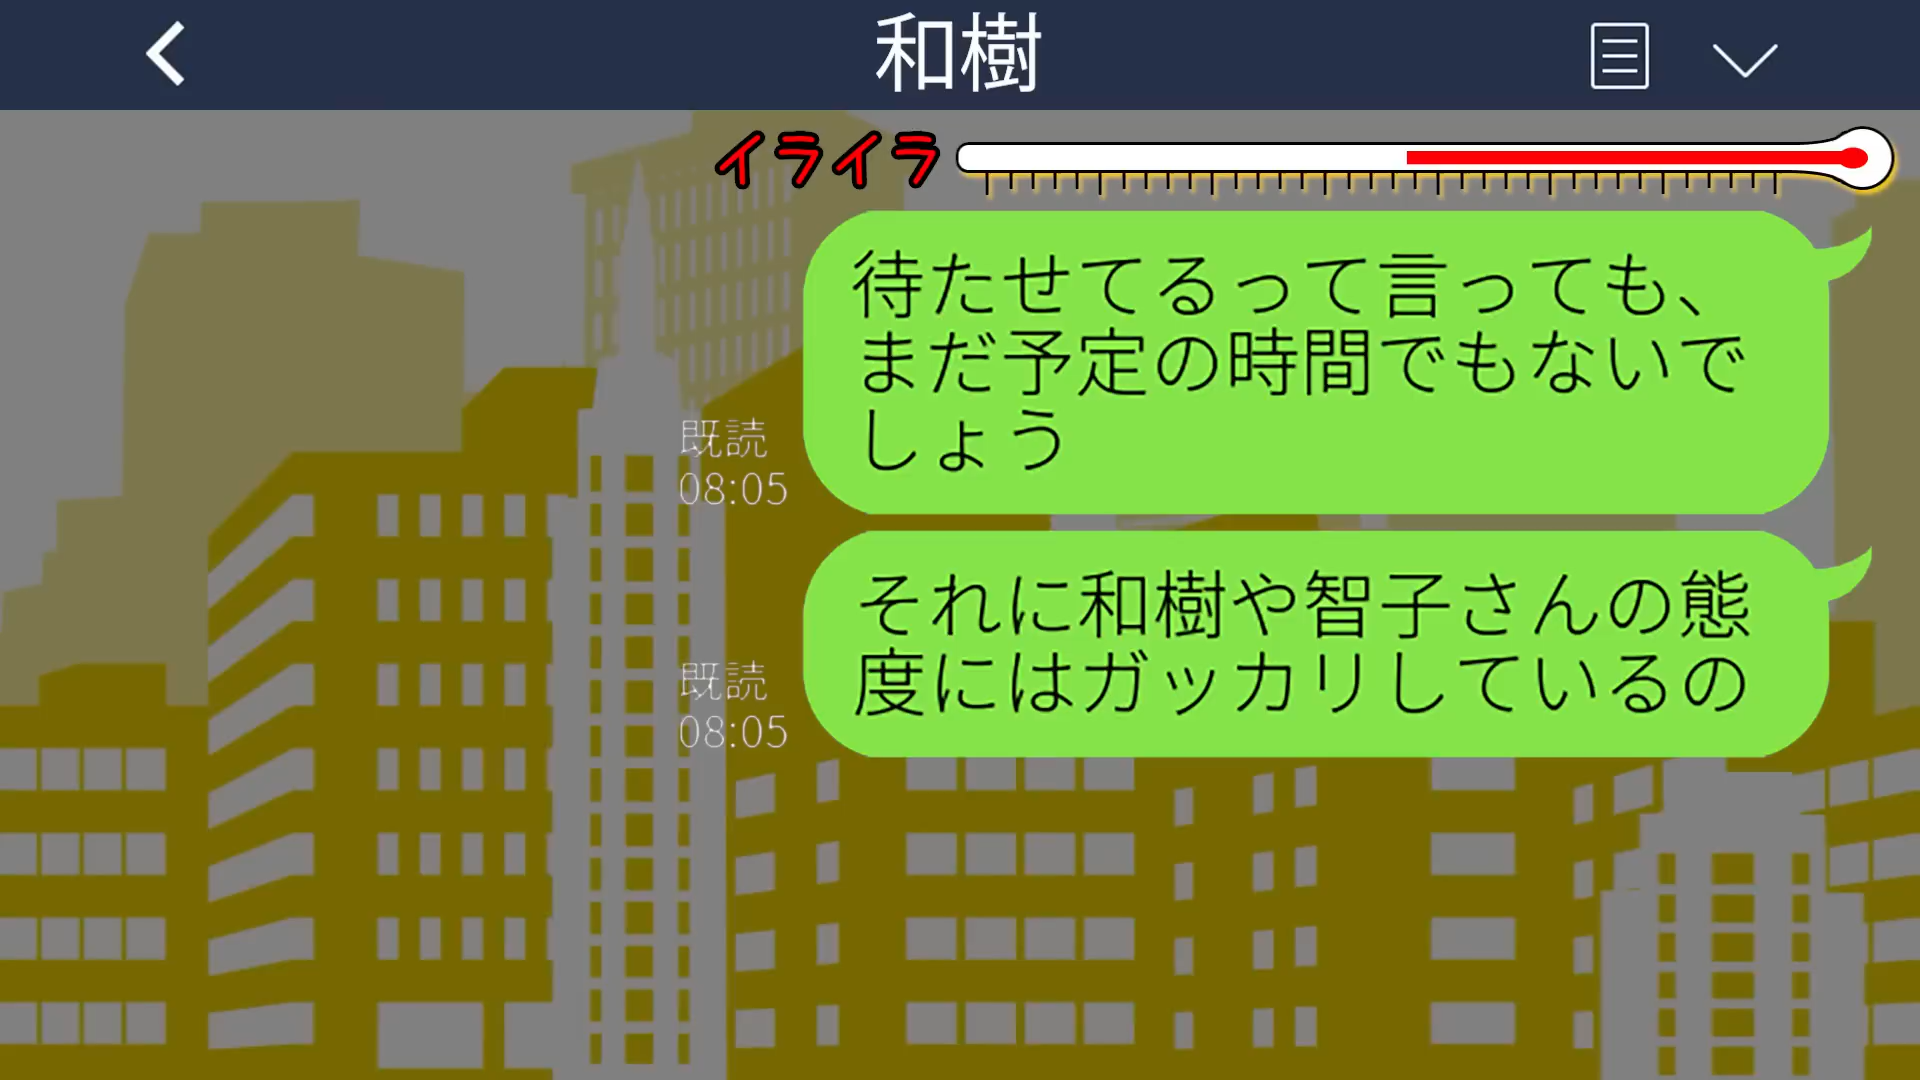 和樹
イライラ
待たせてるって言っても、
まだ予定の時間でもないで
しょう
既読
08:05
それに和樹や智子さんの態
度にはガッカリしているの
既読
08:05